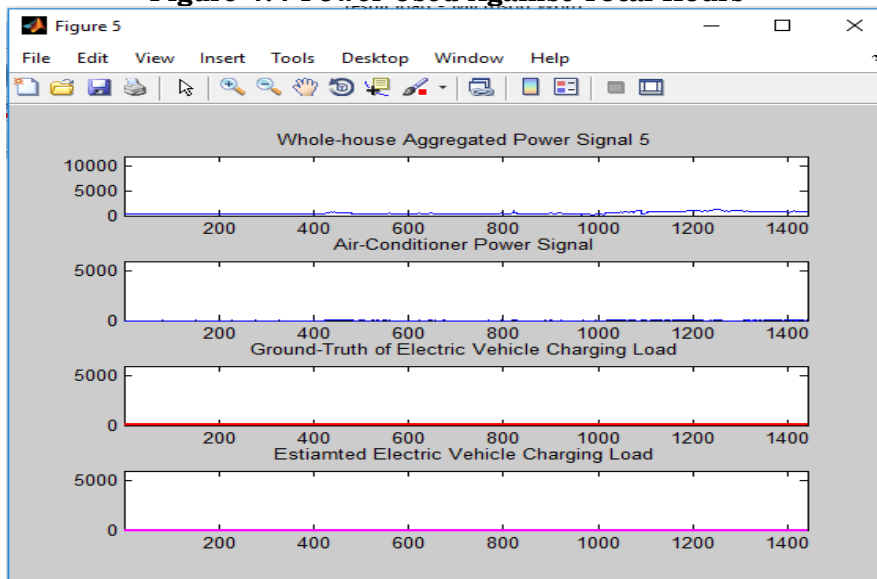 Figure 5
File Edit View Insert Tools Desktop Window Help
Whole-house Aggregated Power Signal 5
10000
5000
0
200 400 600 800 1000 1200 1400
Air-Conditioner Power Signal
5000
0
200 400 600 800 1000 1200 1400
Ground-Truth of Electric Vehicle Charging Load
5000
0
200 400 600 800 1000 1200 1400
Estiamted Electric Vehicle Charging Load
5000
0
200 400 600 800 1000 1200 1400